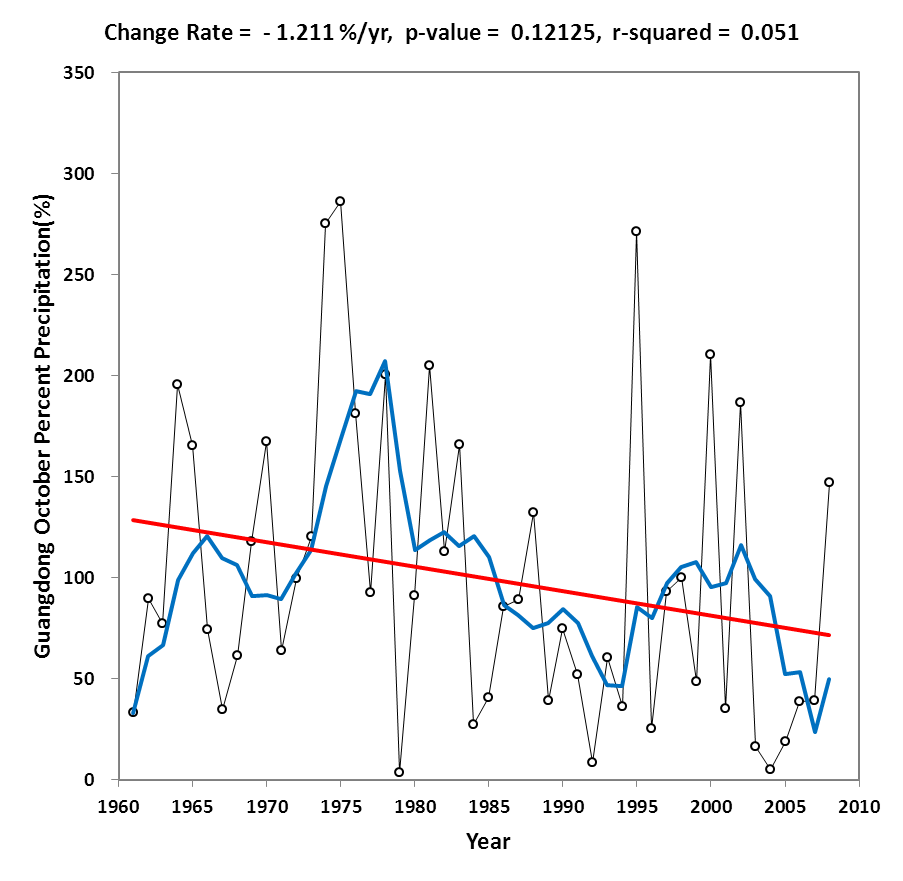 Change Rate = - 1.211 %/yr, p-value = 0.12125, r-squared = 0.051
350
300
250
200
150
100
50
0
Guangdong October Percent Precipitation(%)
1960 1965 1970 1975 1980 1985 1990 1995 2000 2005 2010
Year